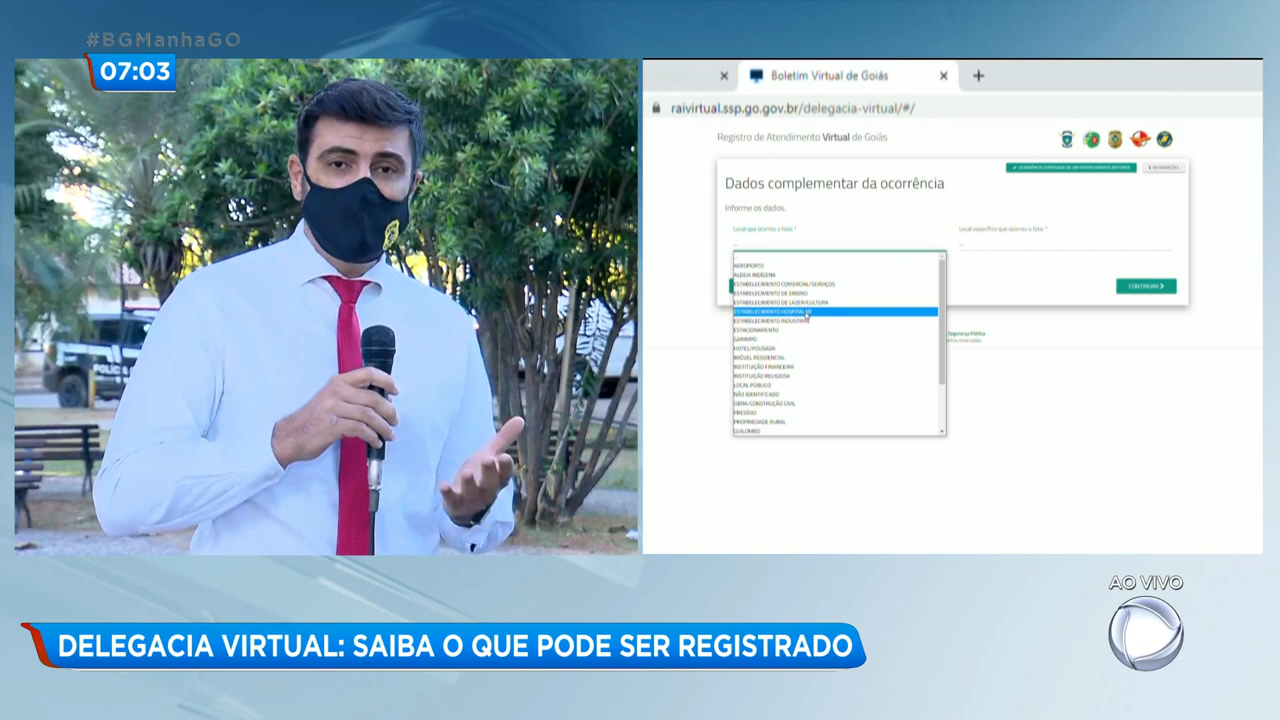 #BGManhaGO
07:03
POLÍC
Boletim Virtual de Goiás
raivirtual.ssp.go.gov.br/delegacia-virtual/#/
Registro de Atendimento Virtual de Goiás
Dados complementar da ocorrência
Informe os dados.
Local que ocorreu o fato: *
Local específico que ocorreu o fato: *
AEROPORTO
ALDEIA INDÍGENA
ESTABELECIMENTO COMERCIAL/SERVIÇOS
ESTABELECIMENTO DE ENSINO
ESTABELECIMENTO DE LAZER/CULTURA
ESTABELECIMENTO HOSPITALAR
ESTABELECIMENTO INDUSTRIAL
ESTACIONAMENTO
GARIMPO
HOTEL/POUSADA
IMÓVEL RESIDENCIAL
INSTITUIÇÃO FINANCEIRA
INSTITUIÇÃO RELIGIOSA
LOCAL PÚBLICO
NÃO IDENTIFICADO
OBRA/CONSTRUÇÃO CIVIL
PRESÍDIO
PROPRIEDADE RURAL
QUILOMBO
CONTINUAR
Segurança Pública
AO VIVO
DELEGACIA VIRTUAL: SAIBA O QUE PODE SER REGISTRADO